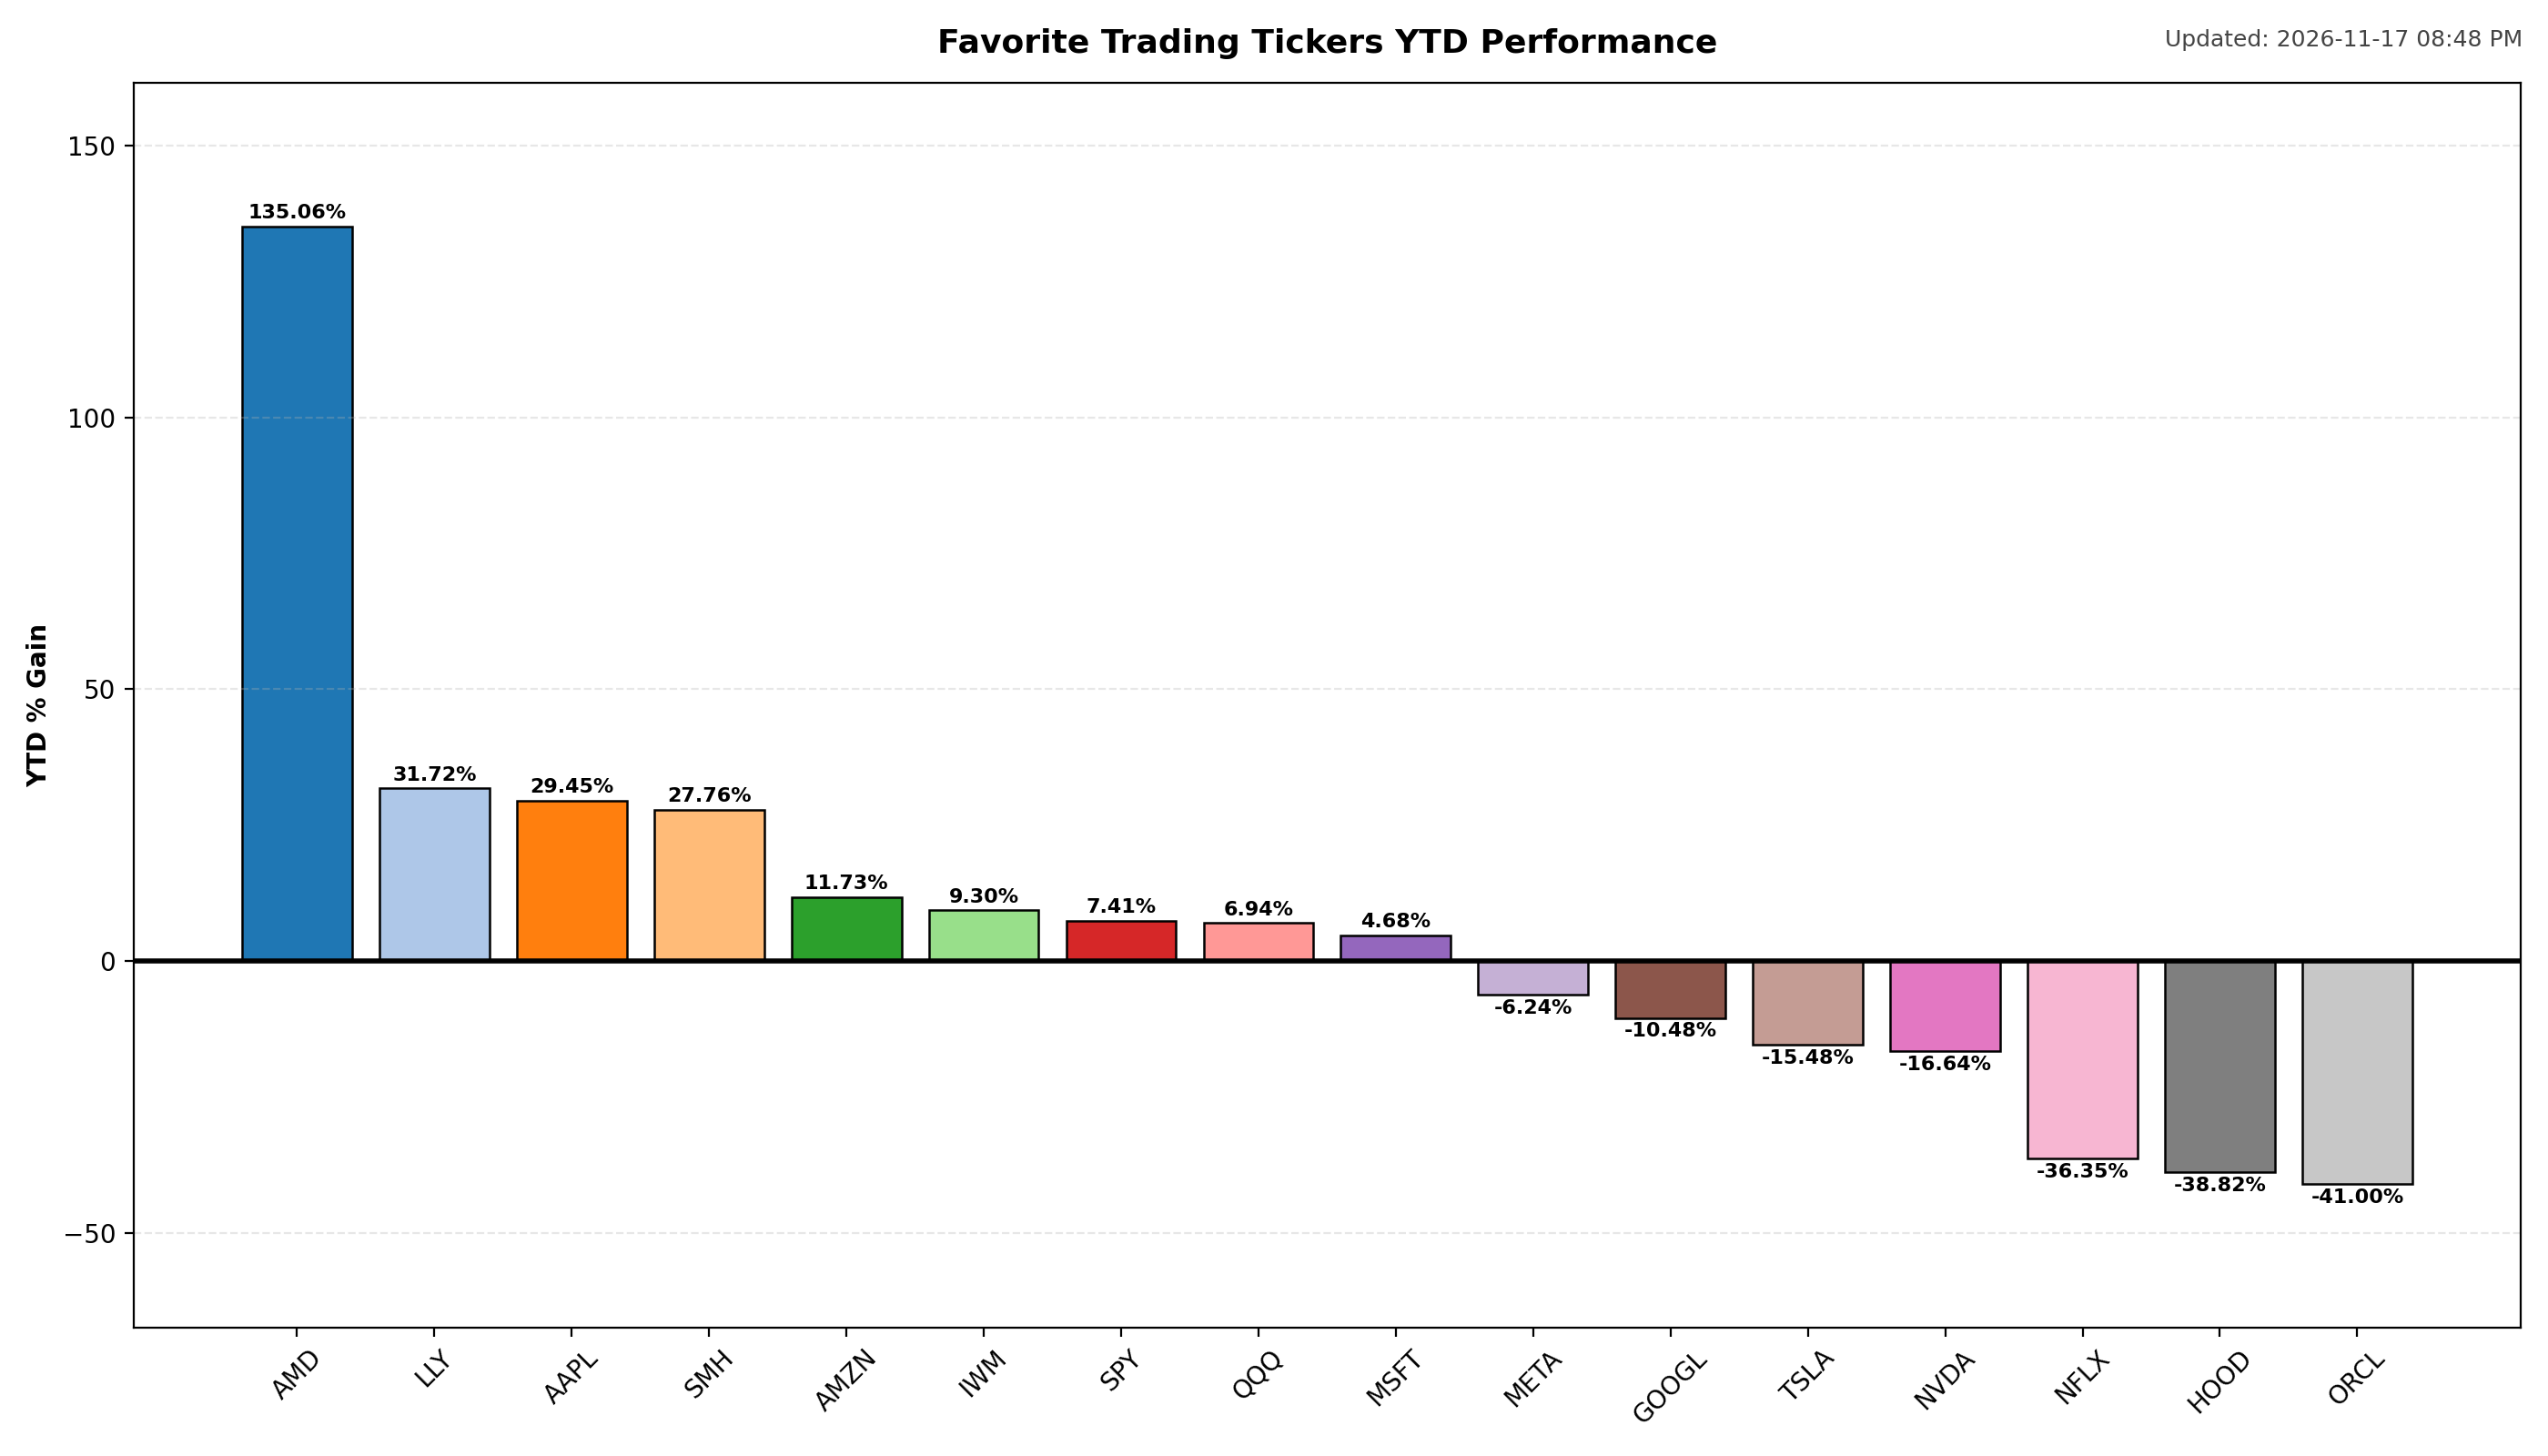 Favorite Trading Tickers YTD Performance
Updated: 2026-11-17 08:48 PM
YTD % Gain
150
100
50
0
−50
135.06%
31.72%
29.45%
27.76%
11.73%
9.30%
7.41%
6.94%
4.68%
-6.24%
-10.48%
-15.48%
-16.64%
-36.35%
-38.82%
-41.00%
AMD
LLY
AAPL
SMH
AMZN
IWM
SPY
QQQ
MSFT
META
GOOGL
TSLA
NVDA
NFLX
HOOD
ORCL